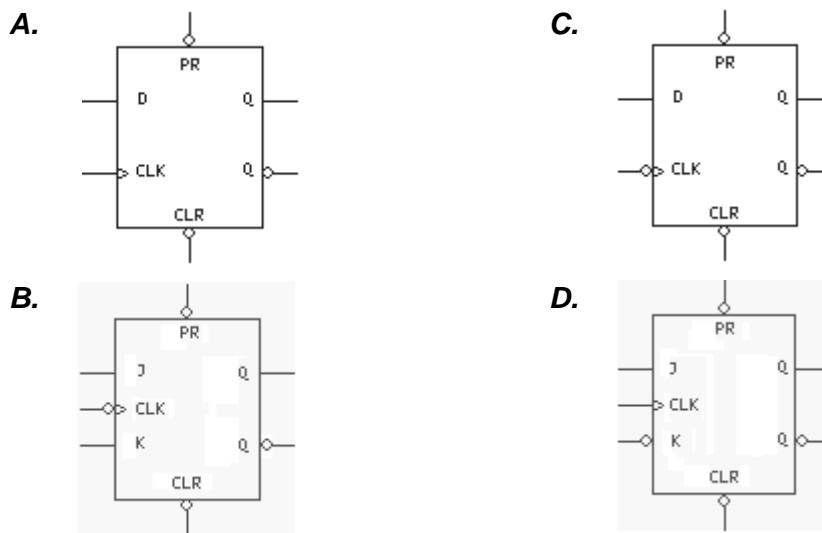 A.
PR
D Q
CLK Q
CLR
C.
PR
D Q
CLK Q
CLR
B.
PR
J Q
CLK
K Q
CLR
D.
PR
J Q
CLK
K Q
CLR